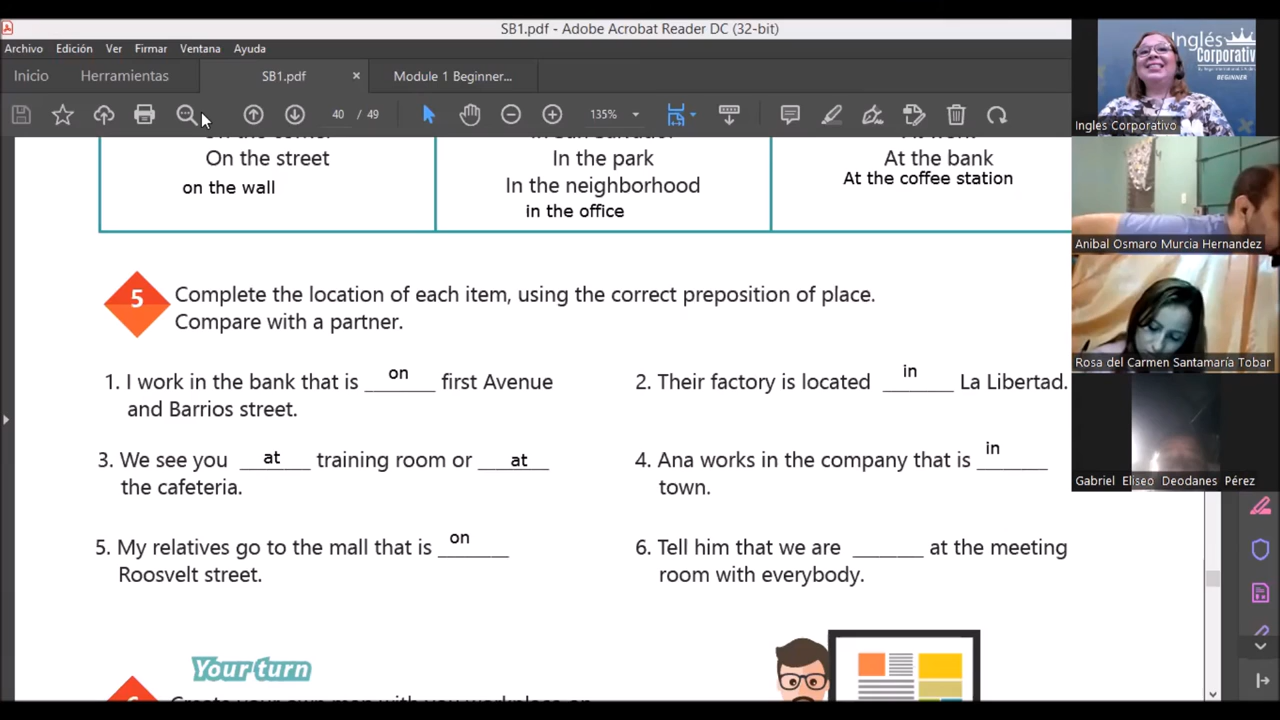 SB1.pdf - Adobe Acrobat Reader DC (32-bit)
Archivo Edición Ver Firmar Ventana Ayuda
Inicio Herramientas SB1.pdf × Module 1 Beginner...
40 / 49 135%
On the street In the park At the bank
on the wall In the neighborhood At the coffee station
in the office
5 Complete the location of each item, using the correct preposition of place.
Compare with a partner.
1. I work in the bank that is on first Avenue
and Barrios street.
2. Their factory is located in La Libertad.
3. We see you at training room or at
the cafeteria.
4. Ana works in the company that is in
town.
5. My relatives go to the mall that is on
Roosvelt street.
6. Tell him that we are ______ at the meeting
room with everybody.
Your turn
Inglés
Corporativ
BEGINNER
Ingles Corporativo
Anibal Osmaro Murcia Hernandez
Rosa del Carmen Santamaría Tobar
Gabriel Eliseo Deodanes Pérez